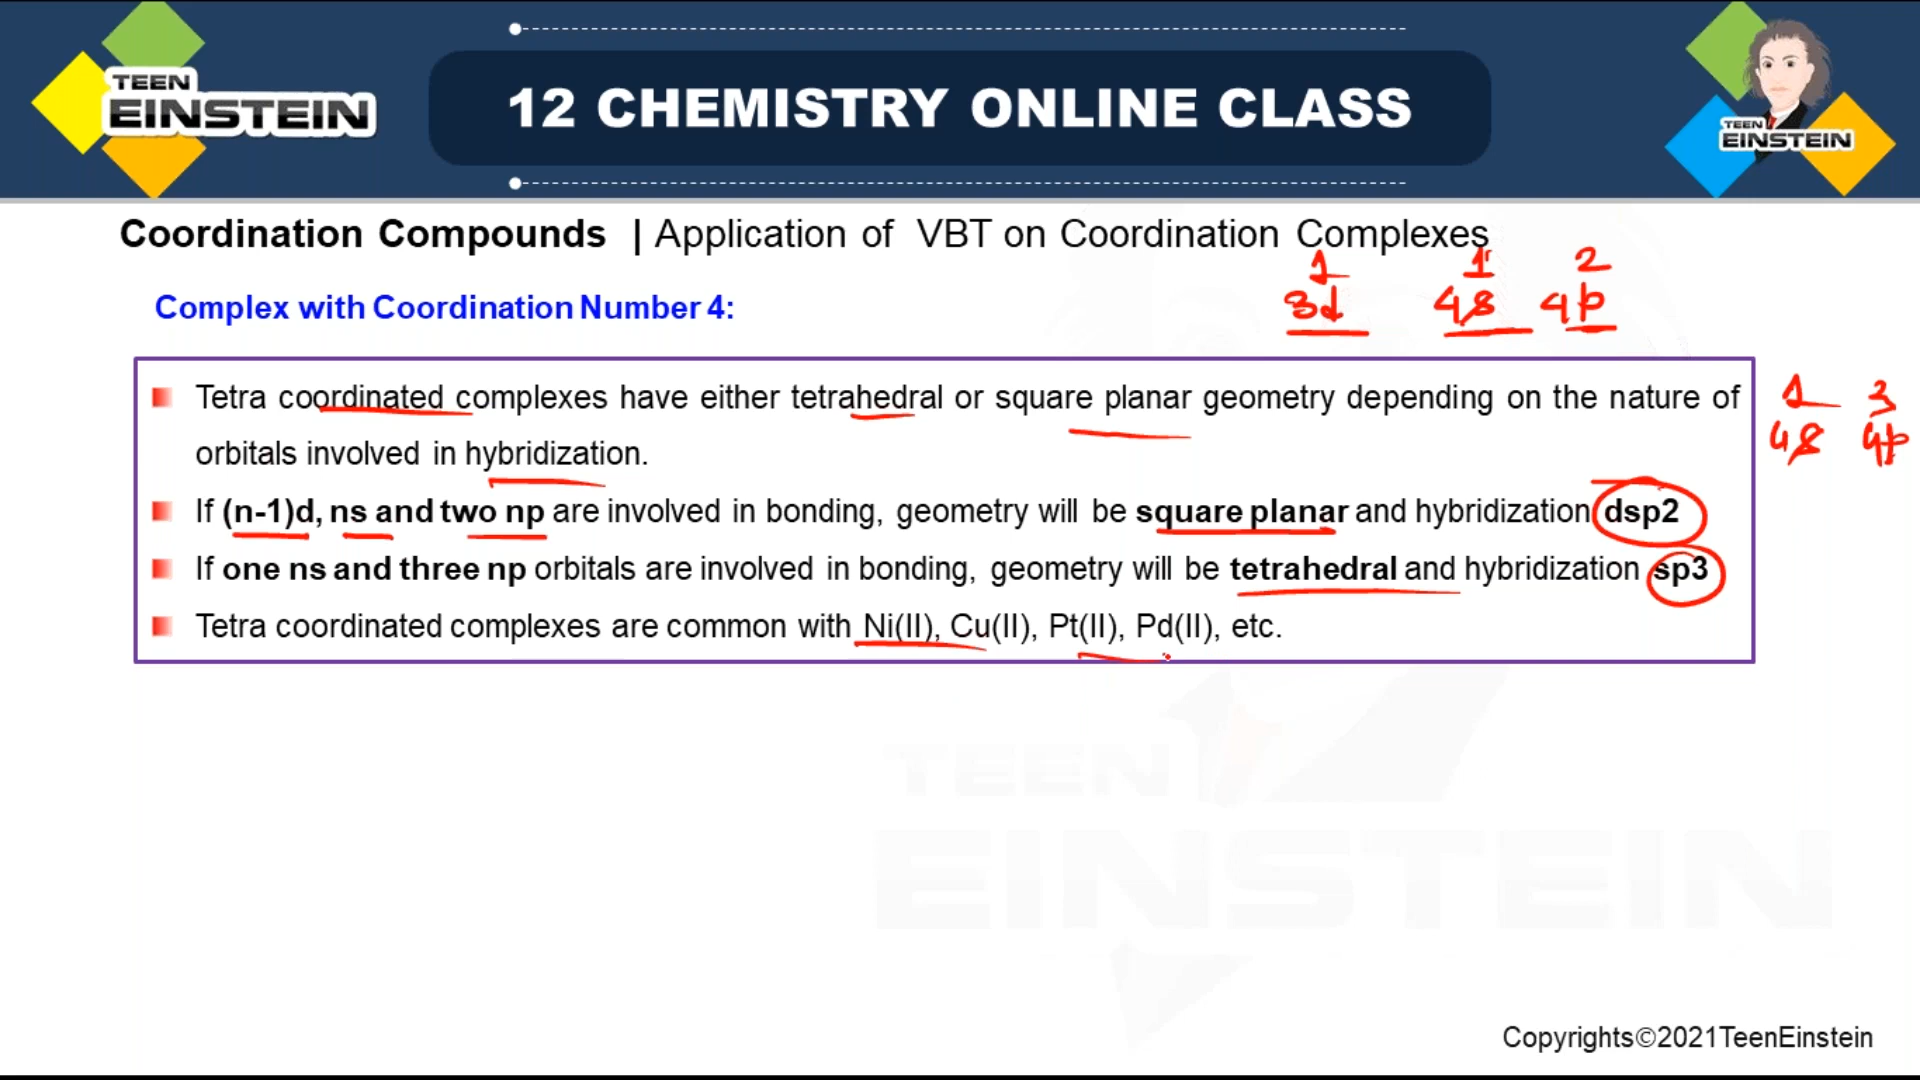 TEEN
EINSTEIN
12 CHEMISTRY ONLINE CLASS
TEEN
EINSTEIN
Coordination Compounds | Application of VBT on Coordination Complexes
1 1 2
Complex with Coordination Number 4:
3d 4s 4p
Tetra coordinated complexes have either tetrahedral or square planar geometry depending on the nature of
orbitals involved in hybridization.
1 3
4s 4p
If (n-1)d, ns and two np are involved in bonding, geometry will be square planar and hybridization dsp2
If one ns and three np orbitals are involved in bonding, geometry will be tetrahedral and hybridization sp3
Tetra coordinated complexes are common with Ni(II), Cu(II), Pt(II), Pd(II), etc.
TEEN
EINSTEIN
Copyrights©2021TeenEinstein